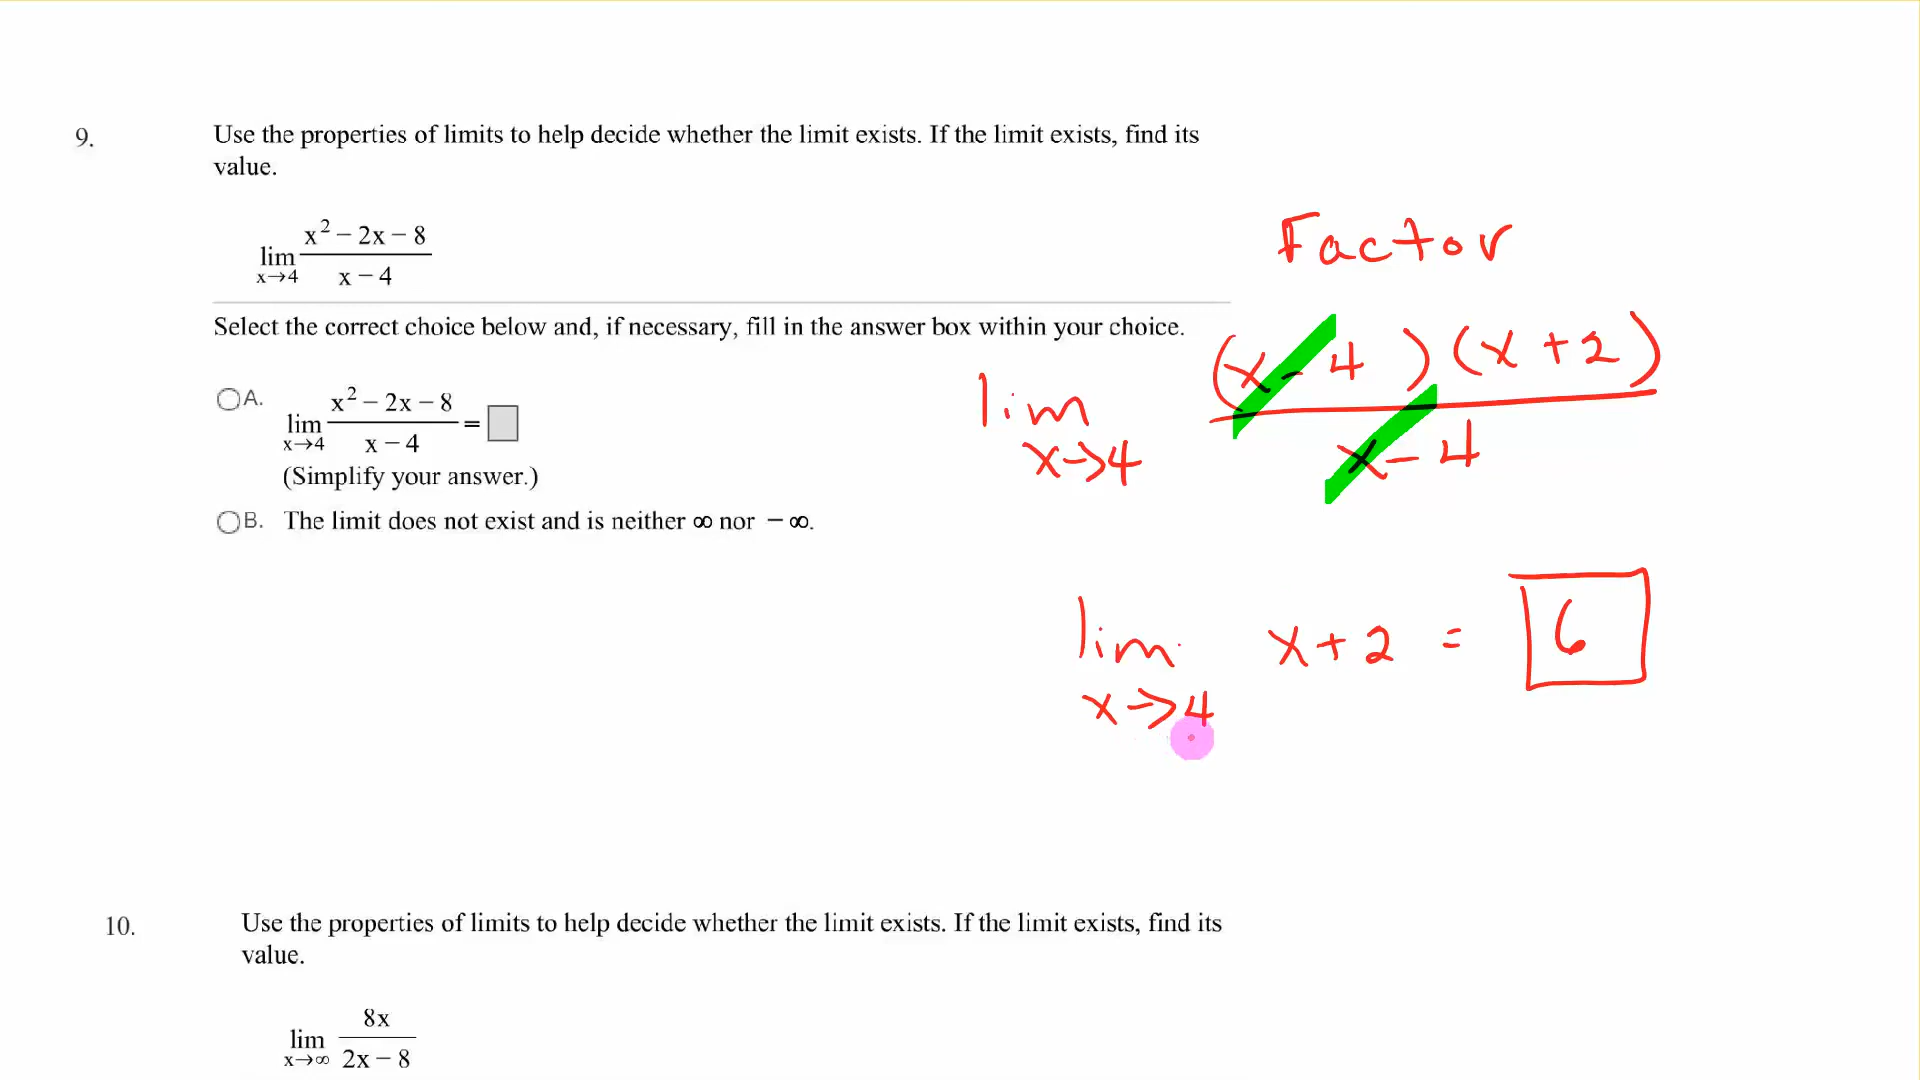 9.
Use the properties of limits to help decide whether the limit exists. If the limit exists, find its
value.
lim x→4 (x² − 2x − 8)/(x − 4)
Select the correct choice below and, if necessary, fill in the answer box within your choice.
A. lim x→4 (x² − 2x − 8)/(x − 4) =
(Simplify your answer.)
B. The limit does not exist and is neither ∞ nor −∞.
Factor
lim x→4 (x-4)(x+2)/(x-4)
lim x→4 x+2 = 6
10.
Use the properties of limits to help decide whether the limit exists. If the limit exists, find its
value.
lim x→∞ 8x/(2x − 8)